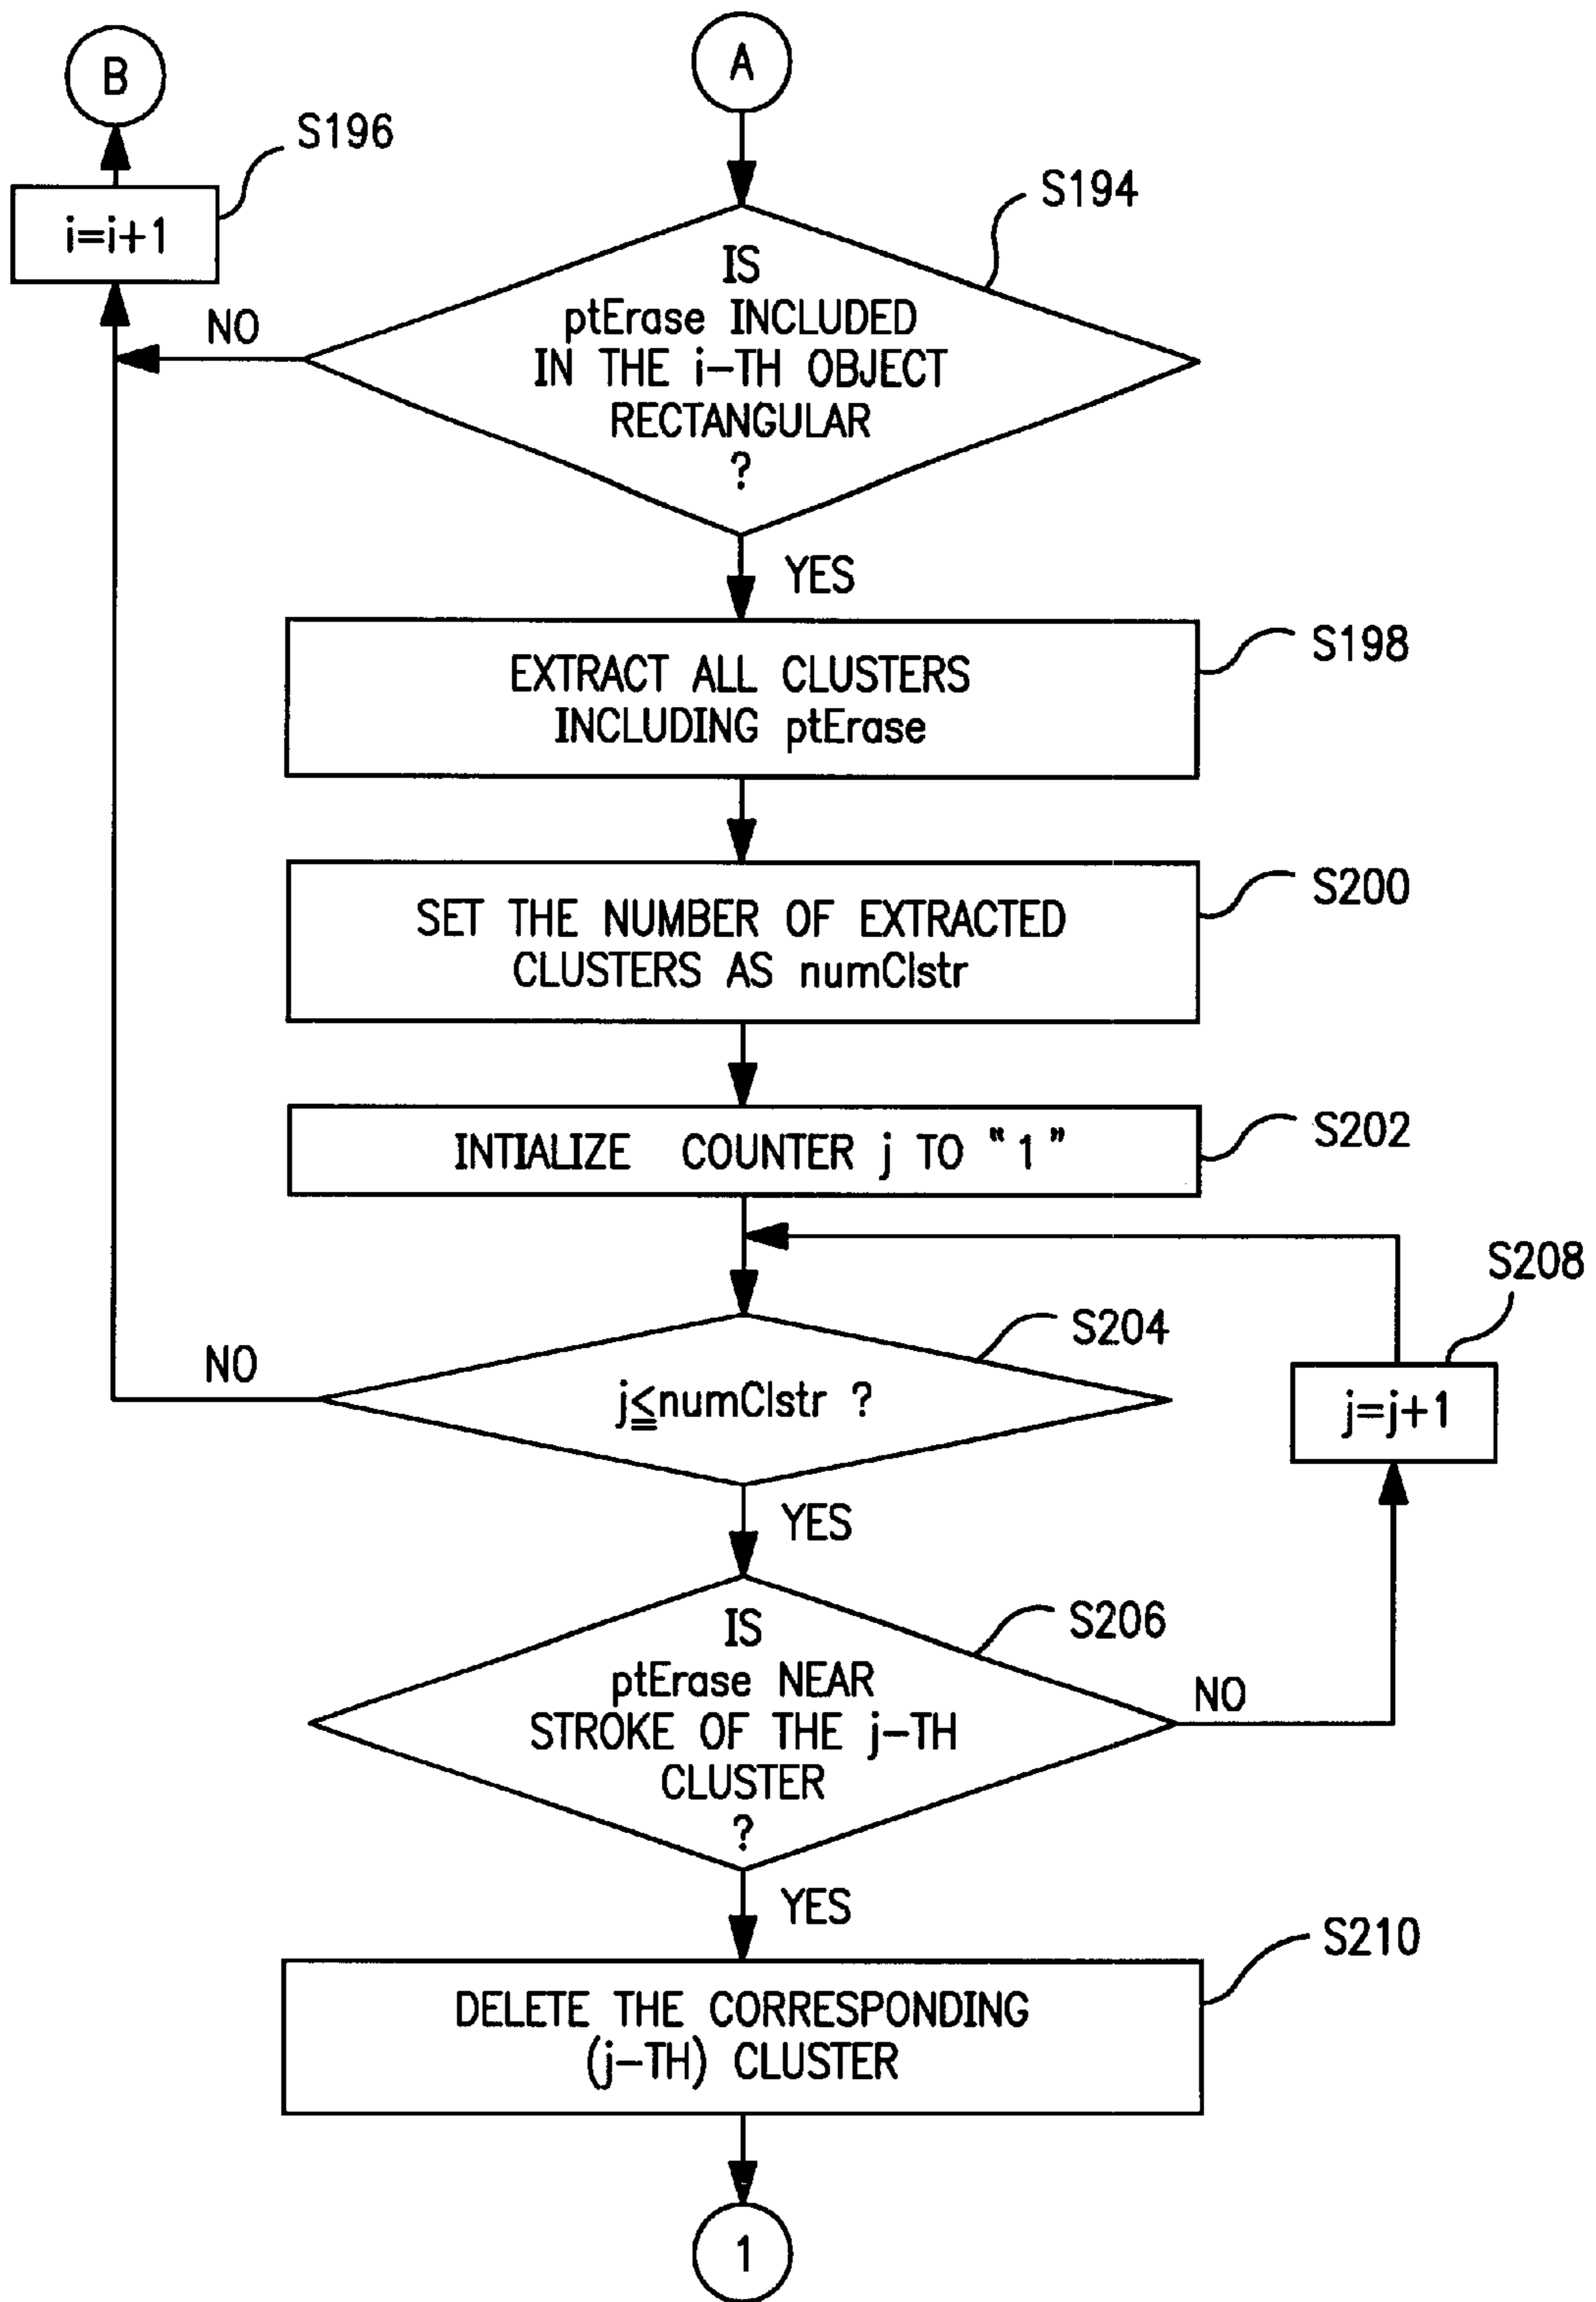 B
A
S196
i=i+1
S194
IS
ptErase INCLUDED
IN THE i-TH OBJECT
RECTANGULAR
?
NO
YES
S198
EXTRACT ALL CLUSTERS
INCLUDING ptErase
S200
SET THE NUMBER OF EXTRACTED
CLUSTERS AS numClstr
S202
INTIALIZE COUNTER j TO "1"
S208
j=j+1
S204
NO
j≦numClstr ?
YES
S206
IS
ptErase NEAR
STROKE OF THE j-TH
CLUSTER
?
NO
YES
S210
DELETE THE CORRESPONDING
(j-TH) CLUSTER
1